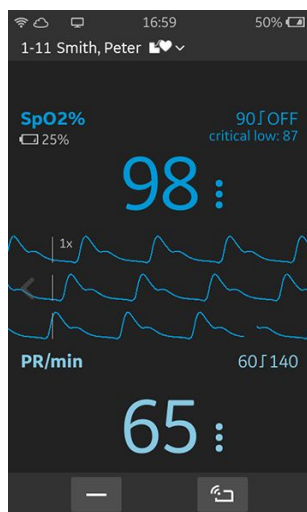 16:59
50%
1-11 Smith, Peter
SpO2%
90⎰OFF
25%
critical low: 87
98
1x
PR/min
60⎰140
65